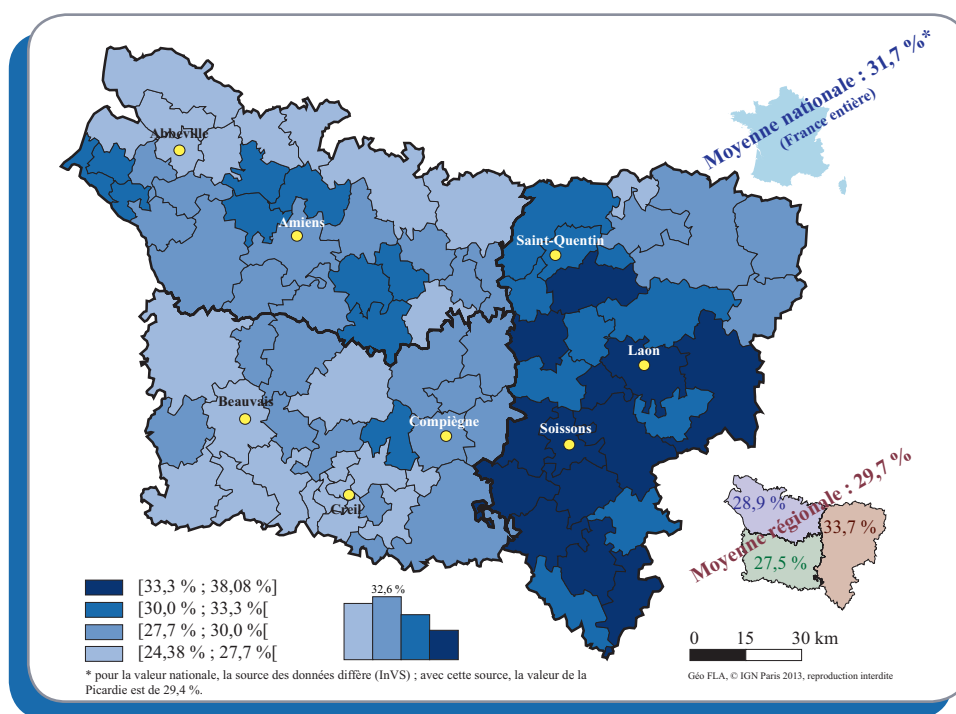 Moyenne nationale : 31,7 %*
(France entière)
Abbeville
Amiens
Saint-Quentin
Laon
Beauvais
Compiègne
Soissons
Creil
Moyenne régionale : 29,7 %
28,9 %
33,7 %
27,5 %
[33,3 % ; 38,08 %]
[30,0 % ; 33,3 %[
[27,7 % ; 30,0 %[
[24,38 % ; 27,7 %[
32,6 %
0 15 30 km
* pour la valeur nationale, la source des données diffère (InVS) ; avec cette source, la valeur de la
Picardie est de 29,4 %.
Géo FLA, © IGN Paris 2013, reproduction interdite